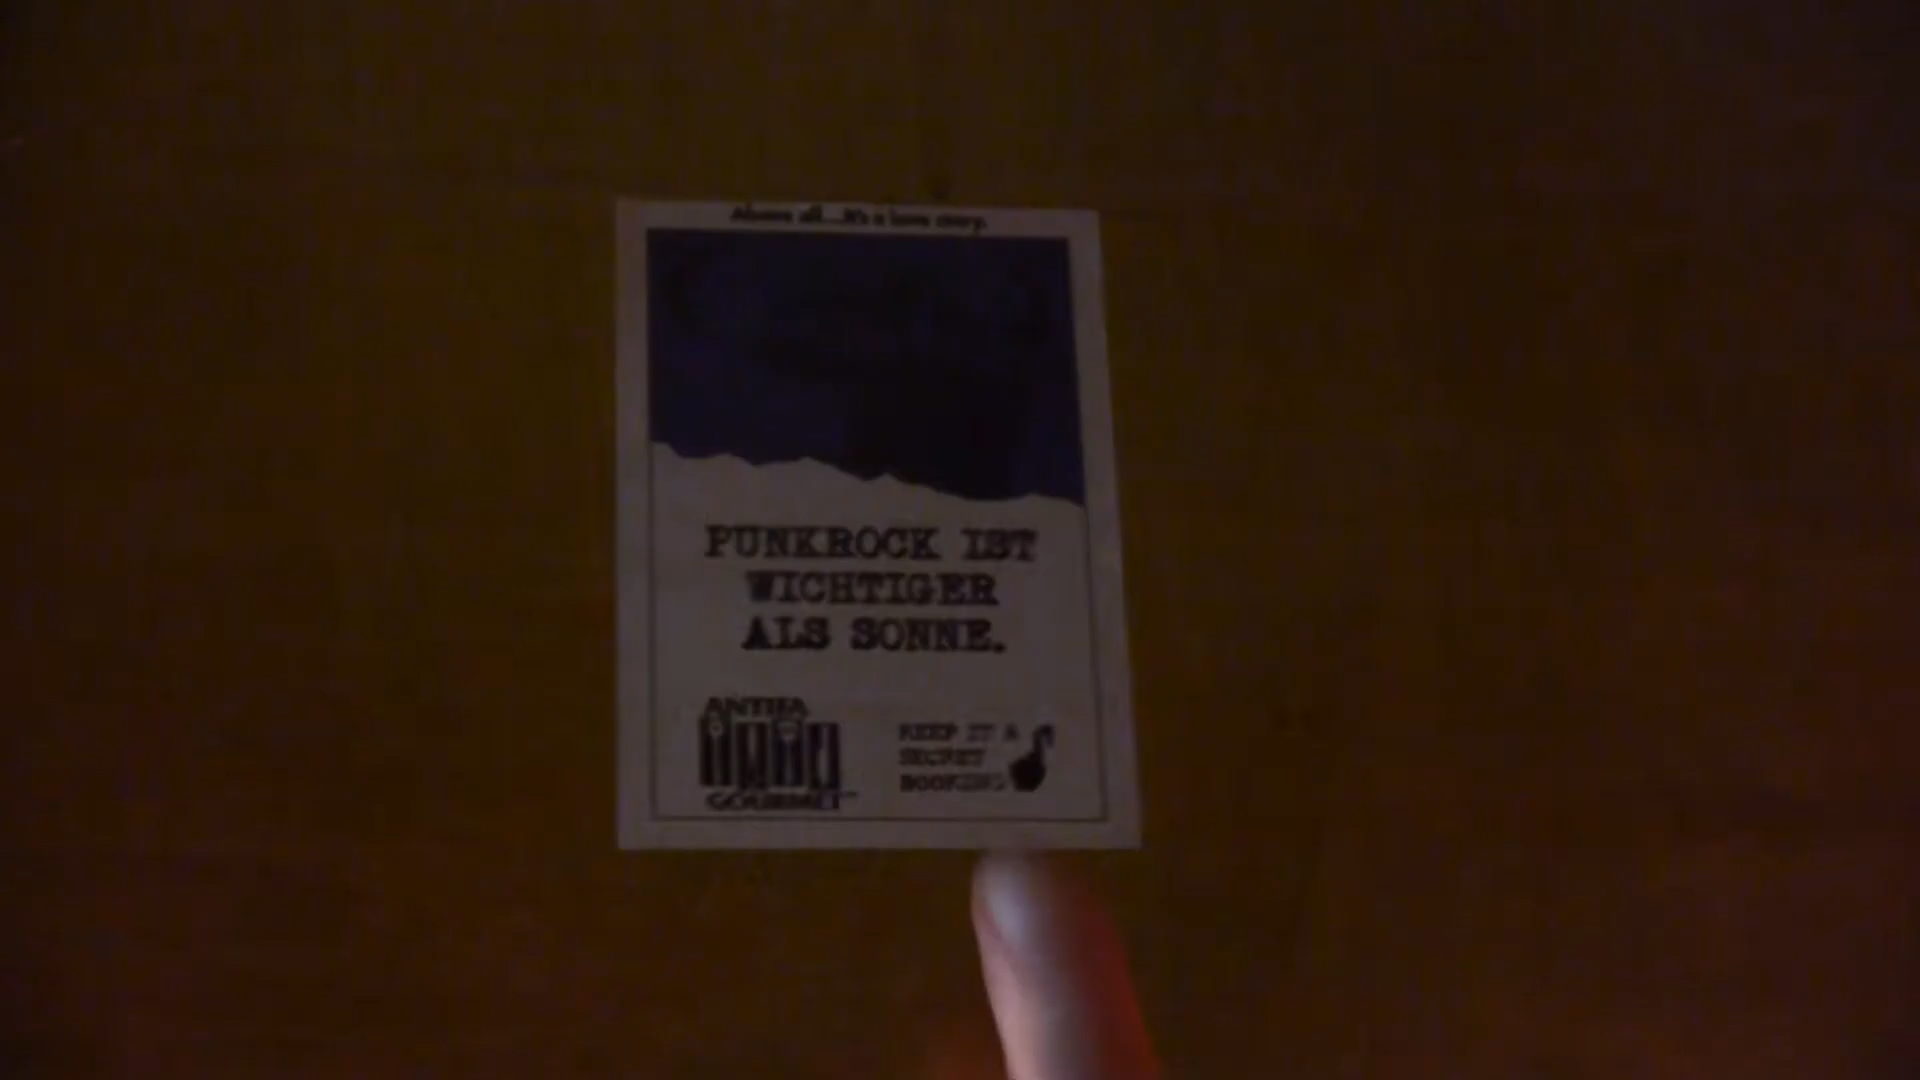 Above all...it's a love story.
PUNKROCK IST
WICHTIGER
ALS SONNE.
ANTIFA
GOURMET
KEEP IT A
SECRET
BOOKING